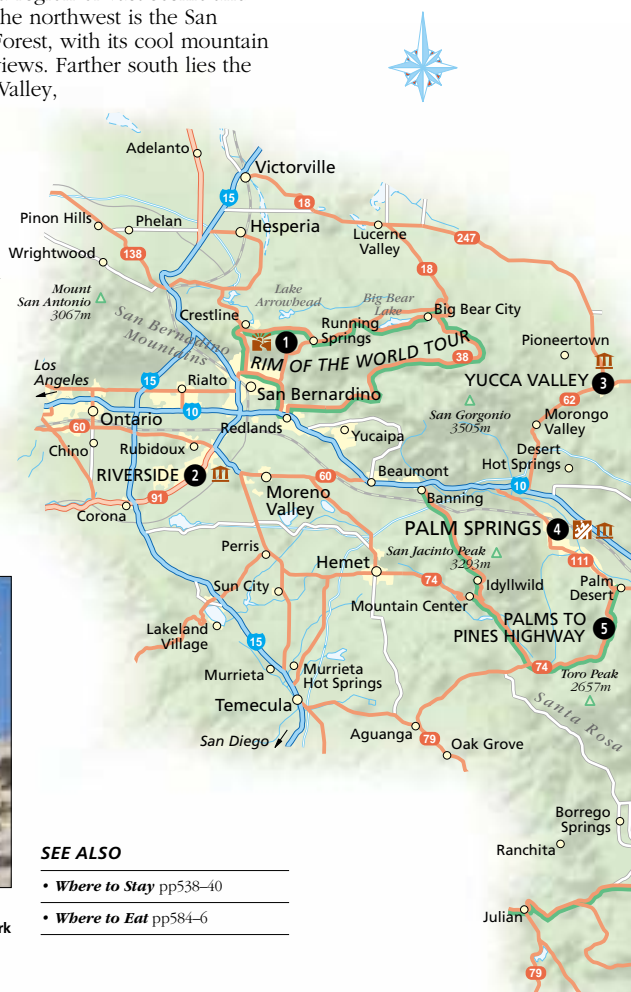 he northwest is the San
Forest, with its cool mountain
views. Farther south lies the
Valley,
Adelanto
Victorville
15
18
Pinon Hills
Phelan
Hesperia
Lucerne
Valley
247
Wrightwood
138
18
Mount
San Antonio
3067m
Lake
Arrowhead
Big Bear
Lake
Big Bear City
San Bernadino
Mountains
Crestline
1
Running
Springs
RIM OF THE WORLD TOUR
38
Pioneertown
Los
Angeles
15
Rialto
San Bernardino
YUCCA VALLEY 3
62
Ontario
10
Redlands
San Gorgonio
3505m
Morongo
Valley
60
Chino
Rubidoux
Yucaipa
Desert
Hot Springs
RIVERSIDE 2
60
Beaumont
10
91
Moreno
Valley
Banning
Corona
PALM SPRINGS 4
Perris
San Jacinto Peak
3293m
111
Hemet
74
Idyllwild
Palm
Desert
Sun City
Mountain Center
Lakeland
Village
15
PALMS TO
PINES HIGHWAY 5
74
Murrieta
Murrieta
Hot Springs
Toro Peak
2657m
Temecula
Santa Rosa
San Diego
Aguanga
79
Oak Grove
Borrego
Springs
Ranchita
SEE ALSO
• Where to Stay pp538–40
• Where to Eat pp584–6
rk
Julian
79